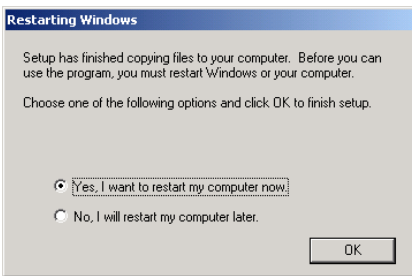 Restarting Windows
Setup has finished copying files to your computer. Before you can
use the program, you must restart Windows or your computer.
Choose one of the following options and click OK to finish setup.
Yes, I want to restart my computer now.
No, I will restart my computer later.
OK